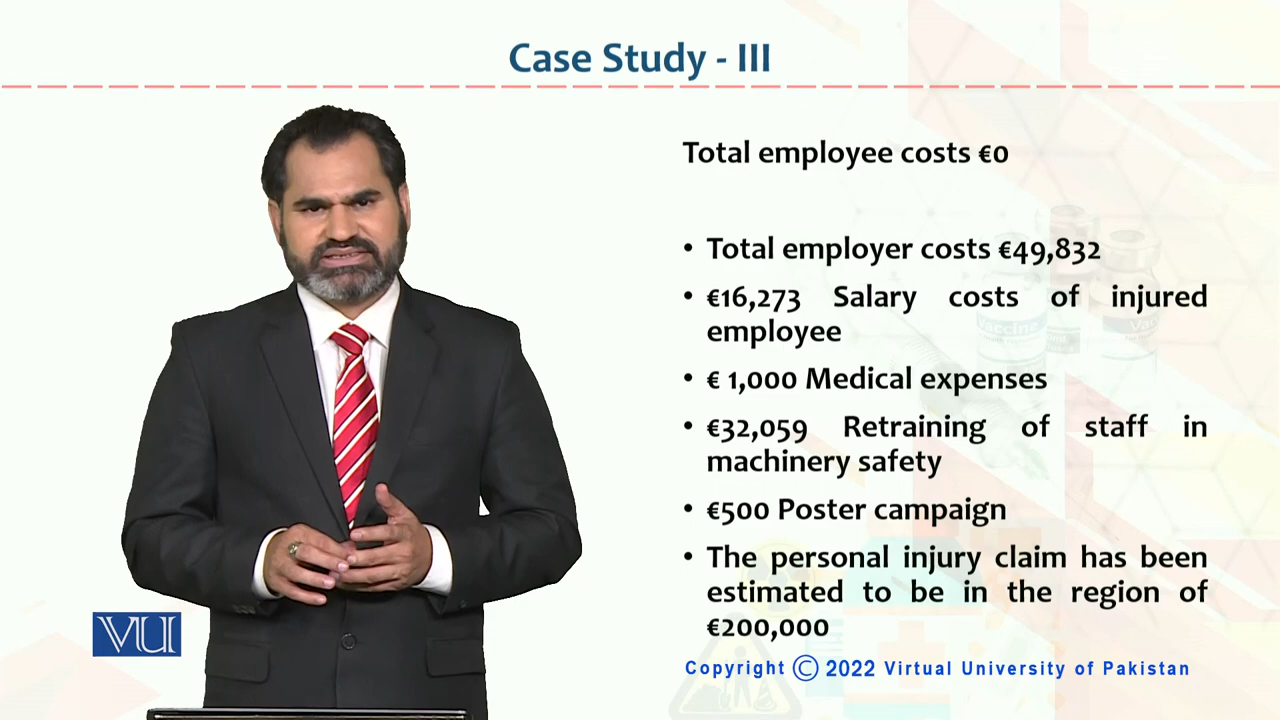 Case Study - III
Total employee costs €0
• Total employer costs €49,832
• €16,273 Salary costs of injured
employee
• € 1,000 Medical expenses
• €32,059 Retraining of staff in
machinery safety
• €500 Poster campaign
• The personal injury claim has been
estimated to be in the region of
€200,000
VU
Copyright © 2022 Virtual University of Pakistan
Vaccine